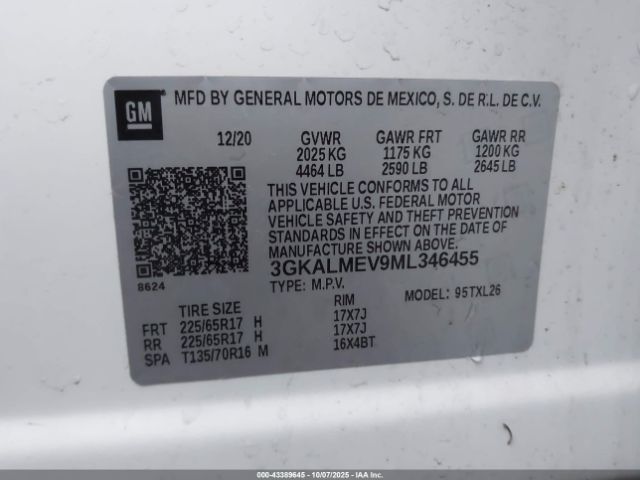 GM
MFD BY GENERAL MOTORS DE MEXICO, S. DE R.L. DE C.V.
12/20 GVWR GAWR FRT GAWR RR
2025 KG 1175 KG 1200 KG
4464 LB 2590 LB 2645 LB
THIS VEHICLE CONFORMS TO ALL
APPLICABLE U.S. FEDERAL MOTOR
VEHICLE SAFETY AND THEFT PREVENTION
STANDARDS IN EFFECT ON THE DATE OF
MANUFACTURE SHOWN ABOVE.
8624
3GKALMEV9ML346455
TYPE: M.P.V.
MODEL: 95TXL26
TIRE SIZE RIM
FRT 225/65R17 H 17X7J
RR 225/65R17 H 17X7J
SPA T135/70R16 M 16X4BT
000-43389645 - 10/07/2025 - IAAI.com